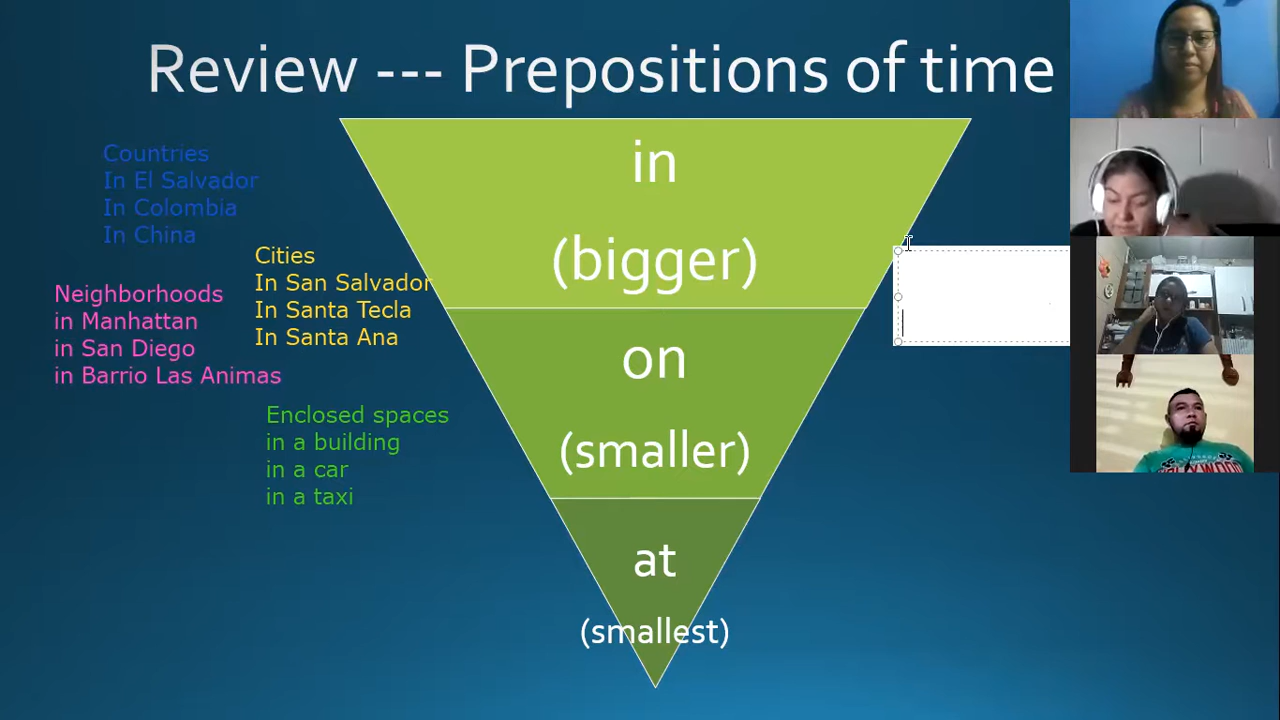 Review --- Prepositions of time
in
(bigger)
on
(smaller)
at
(smallest)
Countries
In El Salvador
In Colombia
In China
Cities
In San Salvador
In Santa Tecla
In Santa Ana
Neighborhoods
in Manhattan
in San Diego
in Barrio Las Animas
Enclosed spaces
in a building
in a car
in a taxi